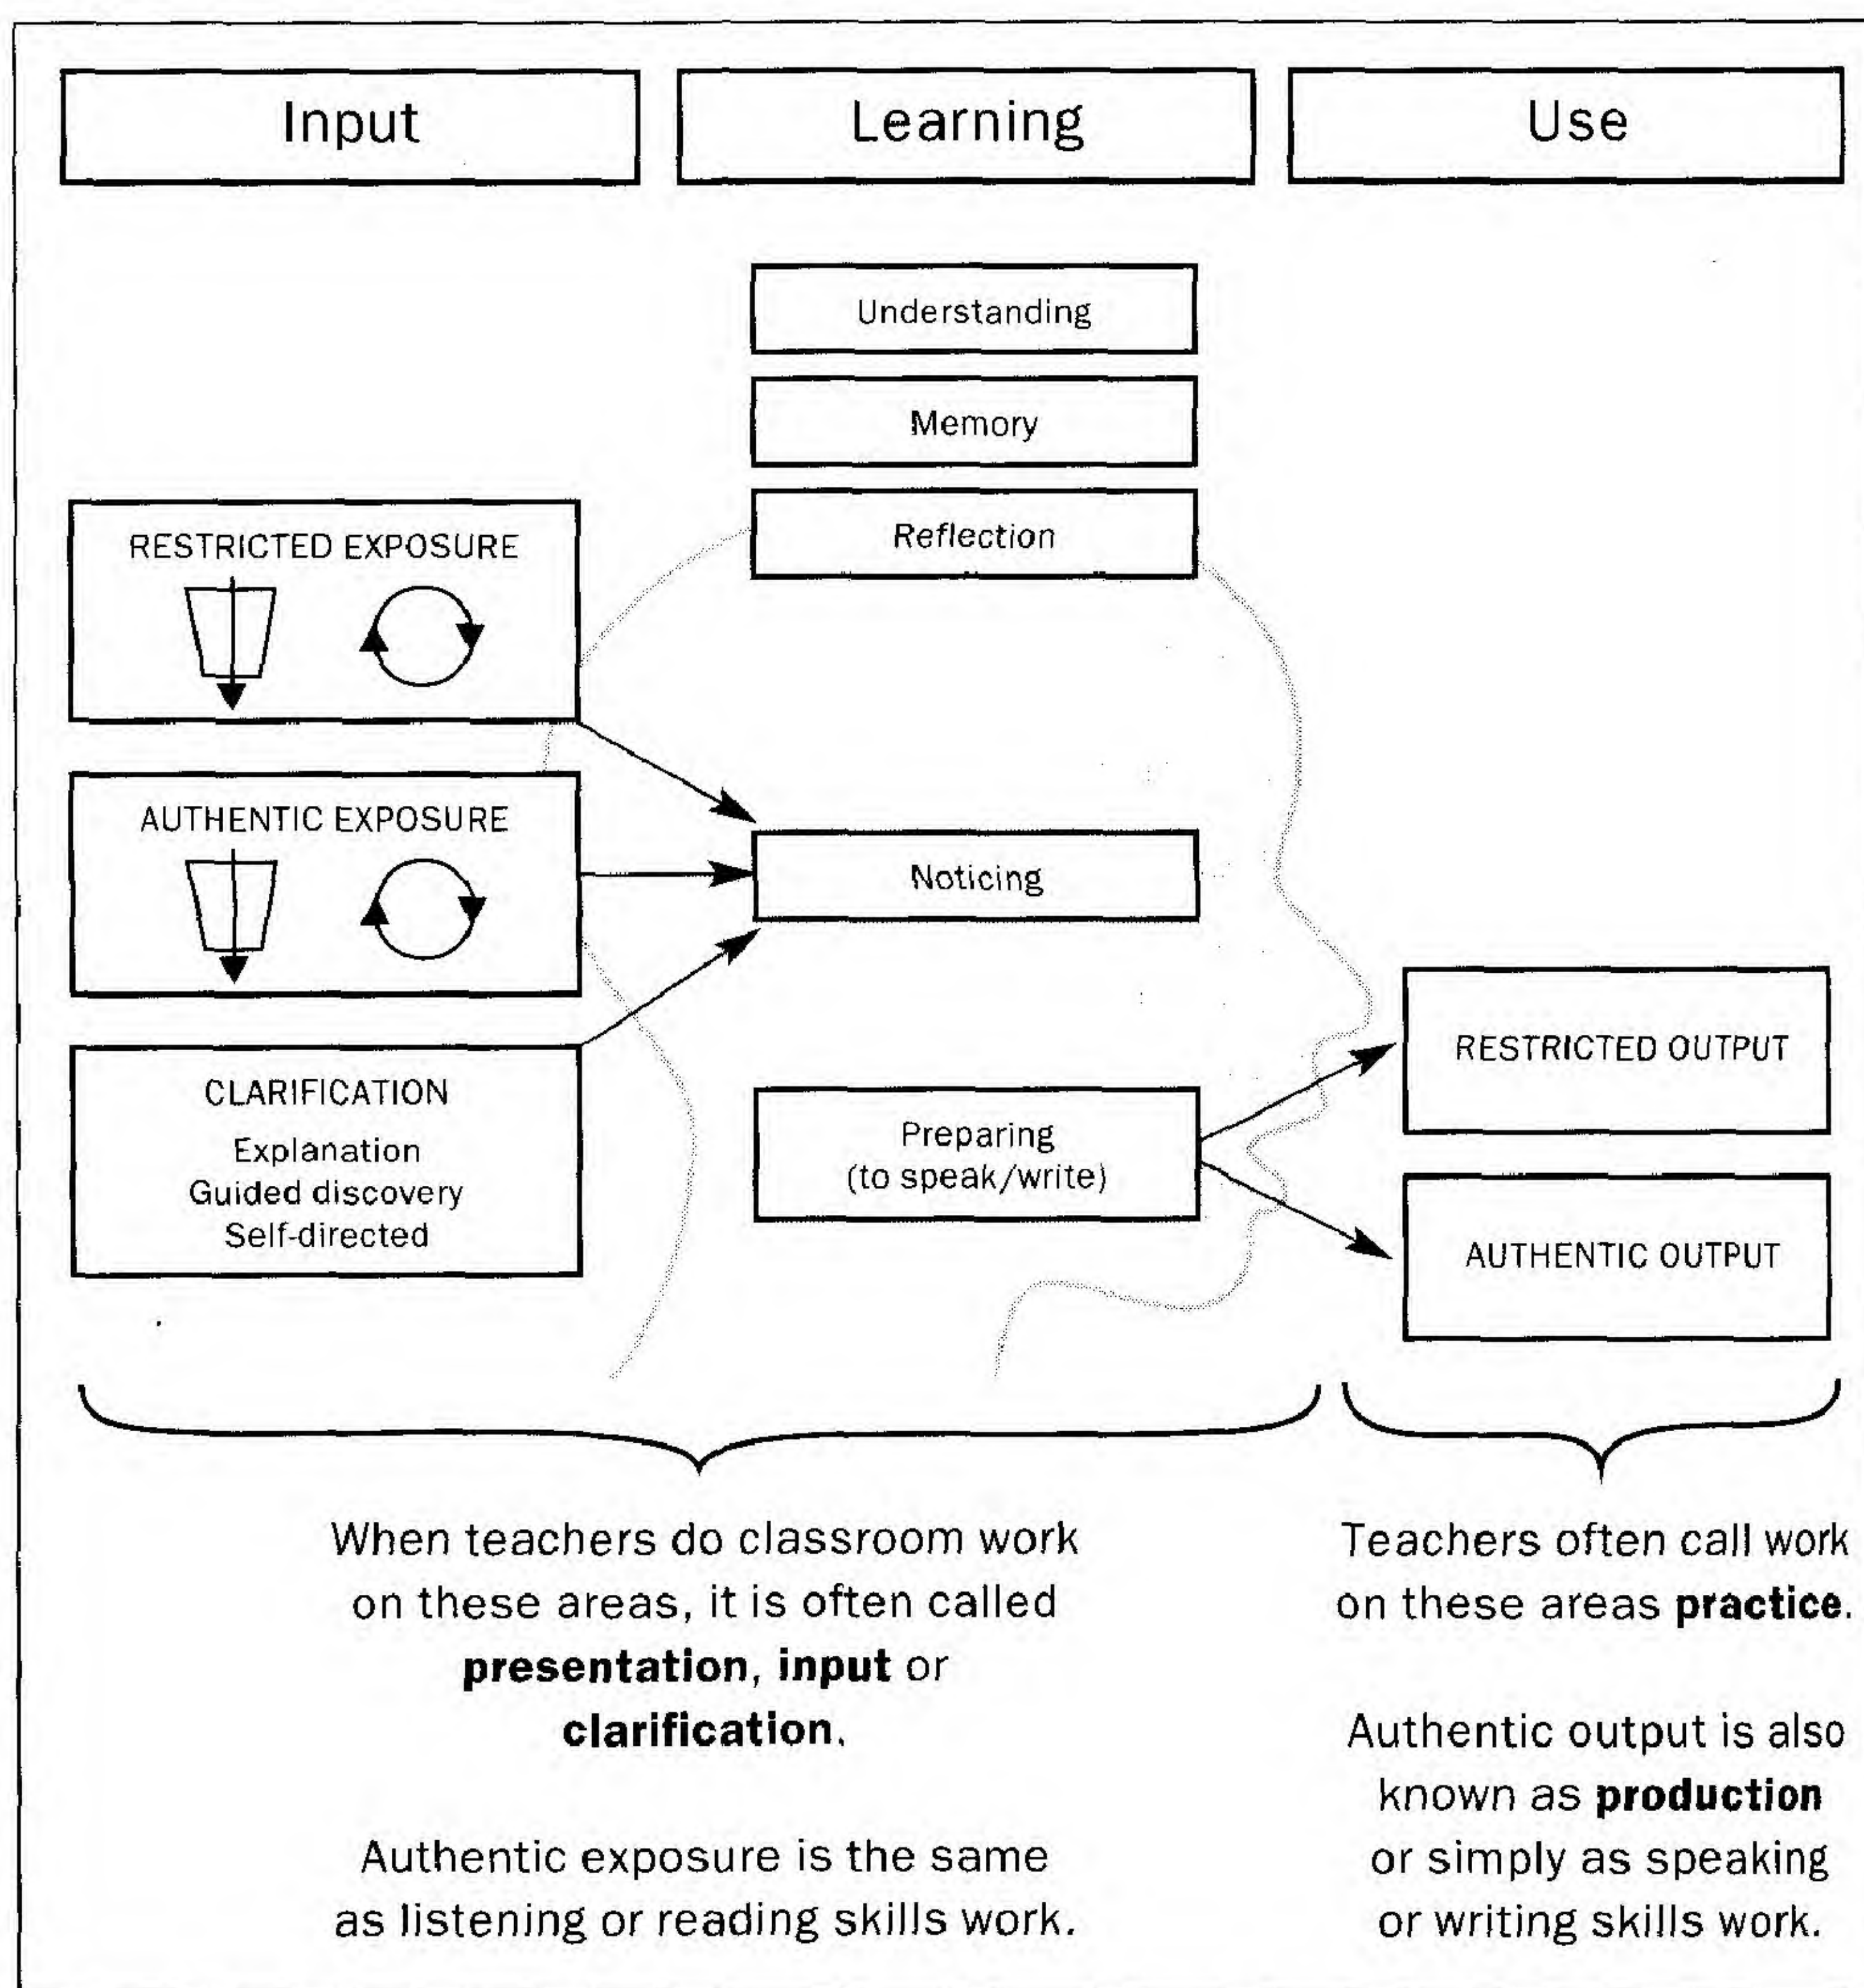 Input
Learning
Use
Understanding
Memory
Reflection
RESTRICTED EXPOSURE
AUTHENTIC EXPOSURE
Noticing
CLARIFICATION
Explanation
Guided discovery
Self-directed
Preparing
(to speak/write)
RESTRICTED OUTPUT
AUTHENTIC OUTPUT
When teachers do classroom work
on these areas, it is often called
presentation, input or
clarification.
Authentic exposure is the same
as listening or reading skills work.
Teachers often call work
on these areas practice.
Authentic output is also
known as production
or simply as speaking
or writing skills work.